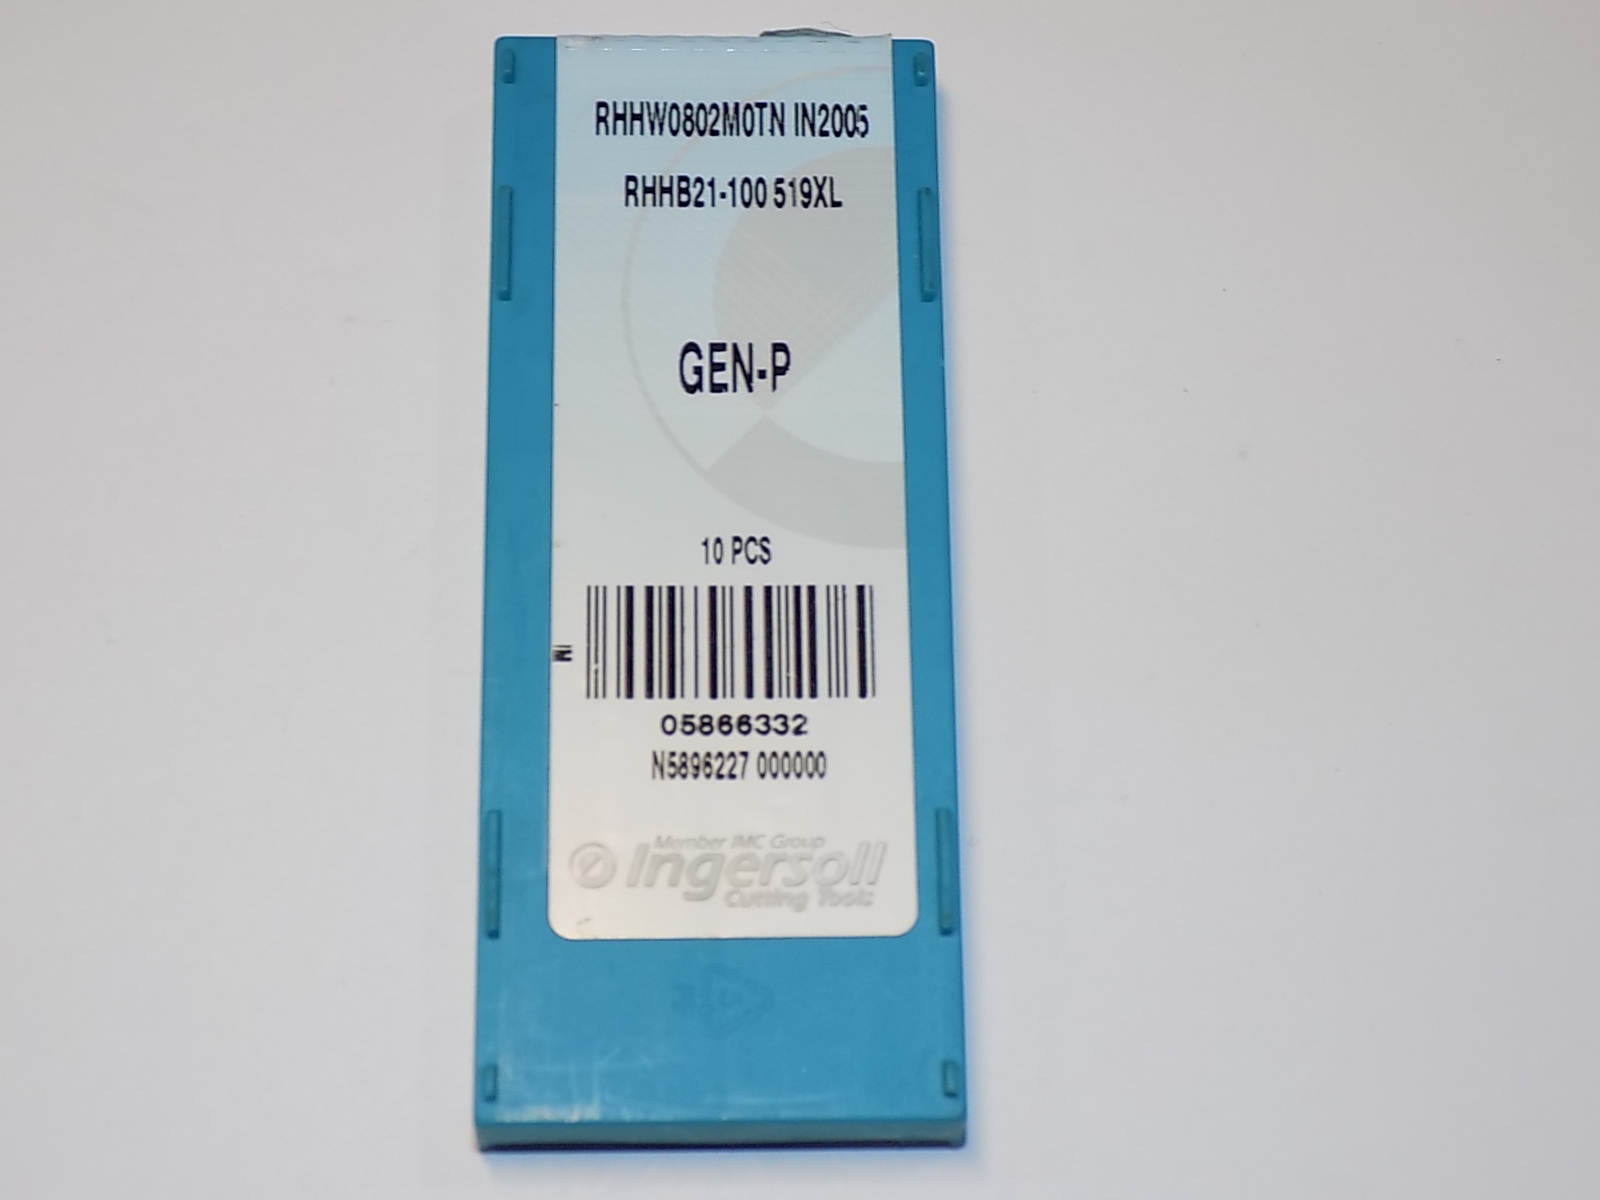 RHHW0802M0TN IN2005
RHHB21-100 519XL
GEN-P
10 PCS
05866332
N5896227 000000
Member IMC Group
Ingersoll
Cutting Tools